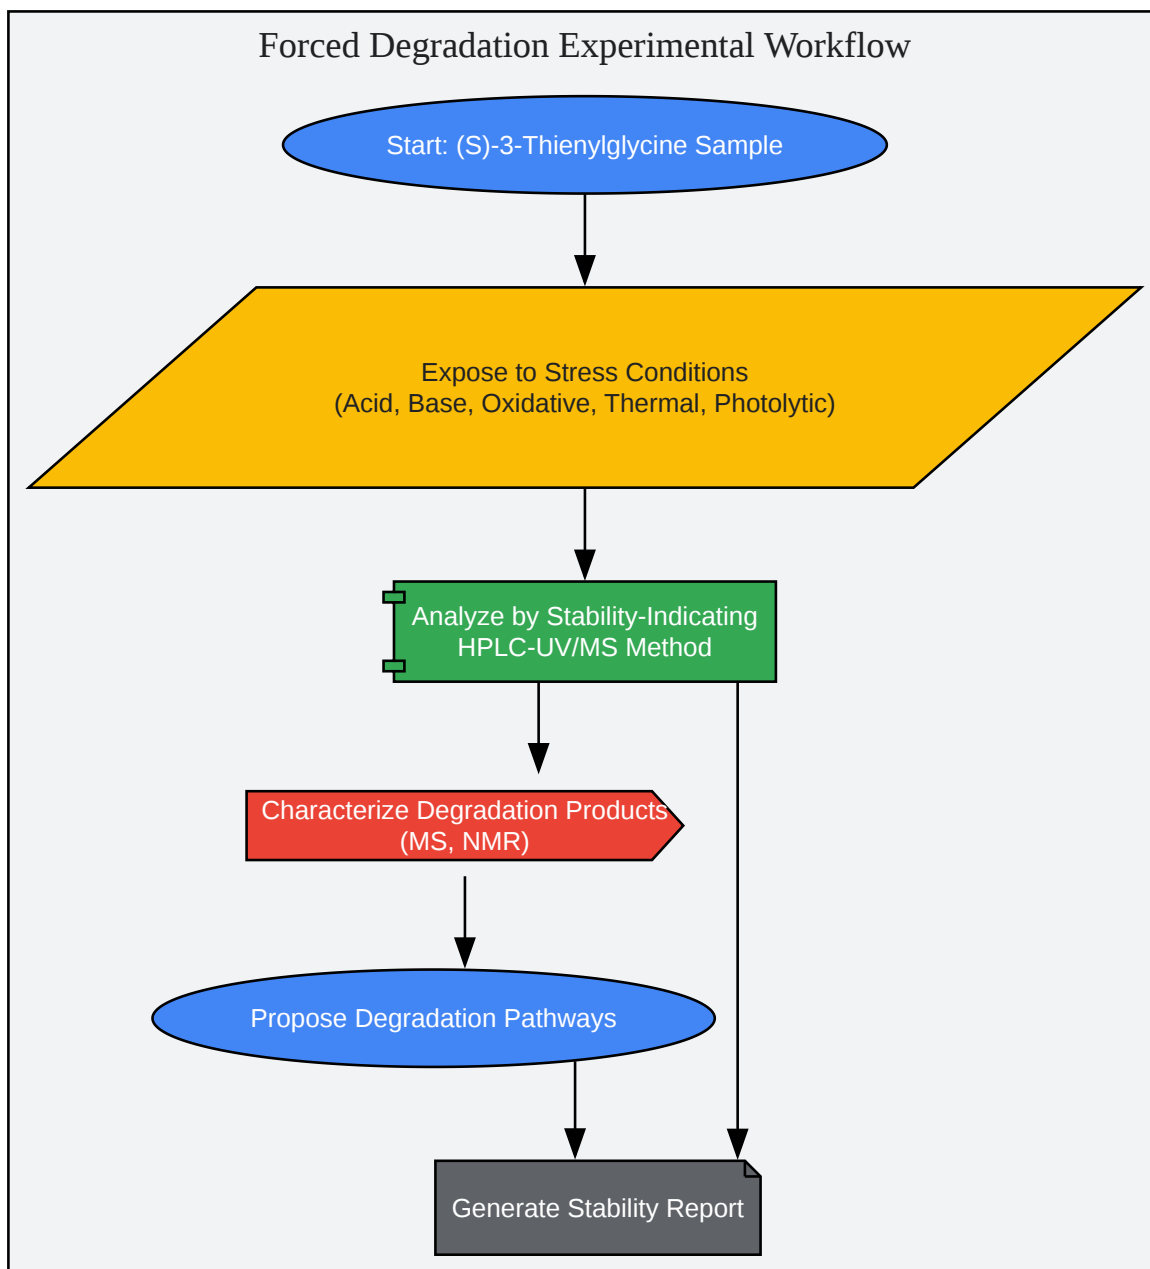 Forced Degradation Experimental Workflow
Start: (S)-3-Thienylglycine Sample
Expose to Stress Conditions
(Acid, Base, Oxidative, Thermal, Photolytic)
Analyze by Stability-Indicating
HPLC-UV/MS Method
Characterize Degradation Products
(MS, NMR)
Propose Degradation Pathways
Generate Stability Report